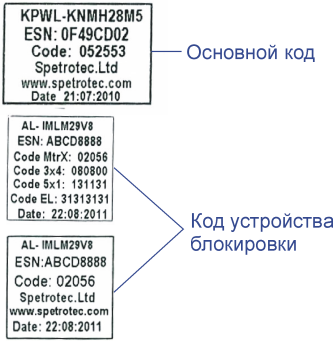 KPWL-KNMH28M5
ESN: 0F49CD02
Code: 052553
Spetrotec.Ltd
www.spetrotec.com
Date 21:07:2010
Основной код
AL- IMLM29V8
ESN: ABCD8888
Code MtrX: 02056
Code 3x4: 080800
Code 5x1: 131131
Code EL: 31313131
Date: 22:08:2011
Код устройства
блокировки
AL- IMLM29V8
ESN:ABCD8888
Code: 02056
Spetrotec.Ltd
www.spetrotec.com
Date: 22:08:2011